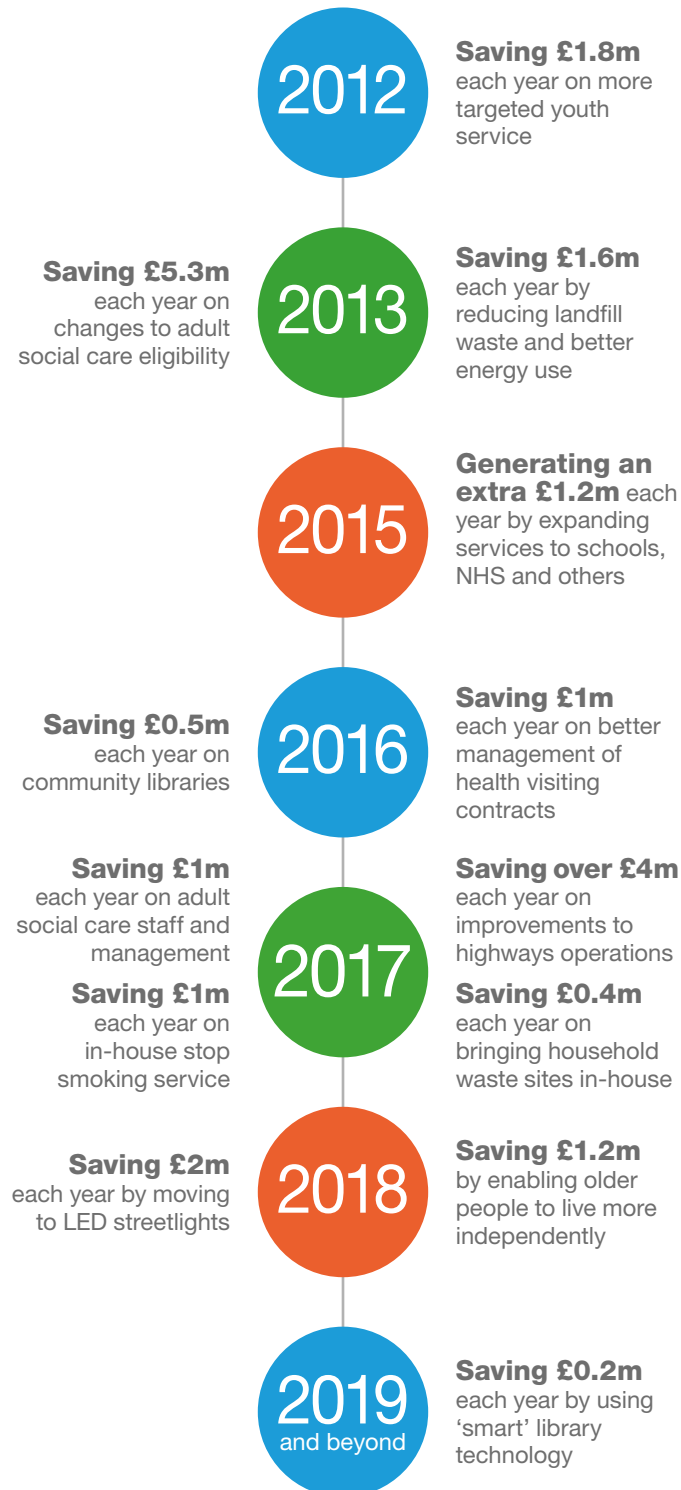 2012
Saving £1.8m
each year on more
targeted youth
service
Saving £5.3m
each year on
changes to adult
social care eligibility
2013
Saving £1.6m
each year by
reducing landfill
waste and better
energy use
2015
Generating an
extra £1.2m each
year by expanding
services to schools,
NHS and others
Saving £0.5m
each year on
community libraries
2016
Saving £1m
each year on better
management of
health visiting
contracts
Saving £1m
each year on adult
social care staff and
management
Saving £1m
each year on
in-house stop
smoking service
2017
Saving over £4m
each year on
improvements to
highways operations
Saving £0.4m
each year on
bringing household
waste sites in-house
Saving £2m
each year by moving
to LED streetlights
2018
Saving £1.2m
by enabling older
people to live more
independently
2019
and beyond
Saving £0.2m
each year by using
‘smart’ library
technology